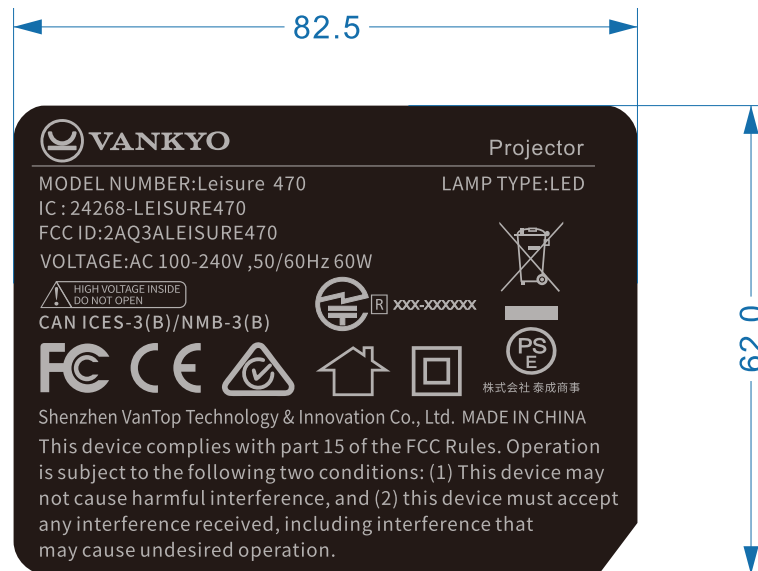 82.5
VANKYO
Projector
MODEL NUMBER:Leisure 470
LAMP TYPE:LED
IC : 24268-LEISURE470
FCC ID:2AQ3ALEISURE470
VOLTAGE:AC 100-240V ,50/60Hz 60W
HIGH VOLTAGE INSIDE
DO NOT OPEN
R xxx-xxxxxx
CAN ICES-3(B)/NMB-3(B)
FC CE
PS
E
株式会社 泰成商事
Shenzhen VanTop Technology & Innovation Co., Ltd. MADE IN CHINA
This device complies with part 15 of the FCC Rules. Operation
is subject to the following two conditions: (1) This device may
not cause harmful interference, and (2) this device must accept
any interference received, including interference that
may cause undesired operation.
62.0